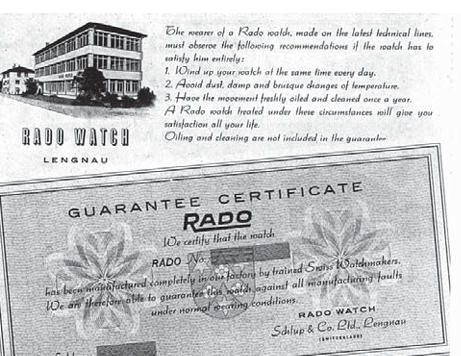 The wearer of a Rado watch, made on the latest technical lines,
must observe the following recommendations if the watch has to
satisfy him entirely:
1. Wind up your watch at the same time every day.
2. Avoid dust, damp and brusque changes of temperature.
3. Have the movement freshly oiled and cleaned once a year.
A Rado watch treated under these circumstances will give you
satisfaction all your life.
Oiling and cleaning are not included in the guarantee
RADO WATCH
LENGNAU
GUARANTEE CERTIFICATE
RADO
We certify that the watch
RADO No.
has been manufactured completely in our factory by trained Swiss Watchmakers.
We are therefore able to guarantee this watch against all manufacturing faults
under normal wearing conditions.
RADO WATCH
Schlup & Co. Ltd., Lengnau
(SWITZERLAND)